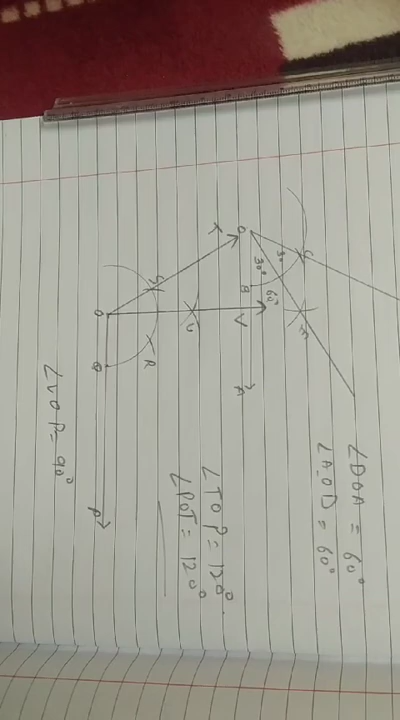 ∠DOA = 60°
∠AOD = 60°
O
C
30°
30°
60°
B
E
A
∠TOP = 120°
∠POT = 120°
T
V
S
U
R
O
Q
P
∠VOP = 90°